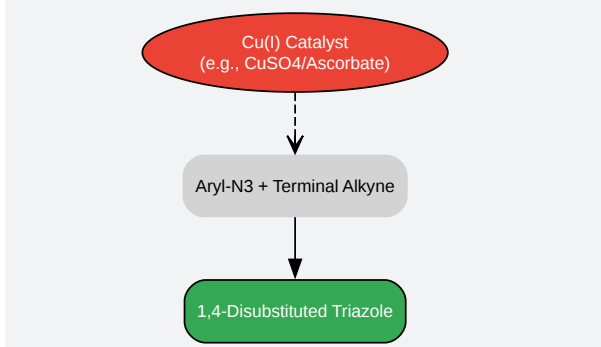 Cu(I) Catalyst
(e.g., CuSO4/Ascorbate)
Aryl-N3 + Terminal Alkyne
1,4-Disubstituted Triazole